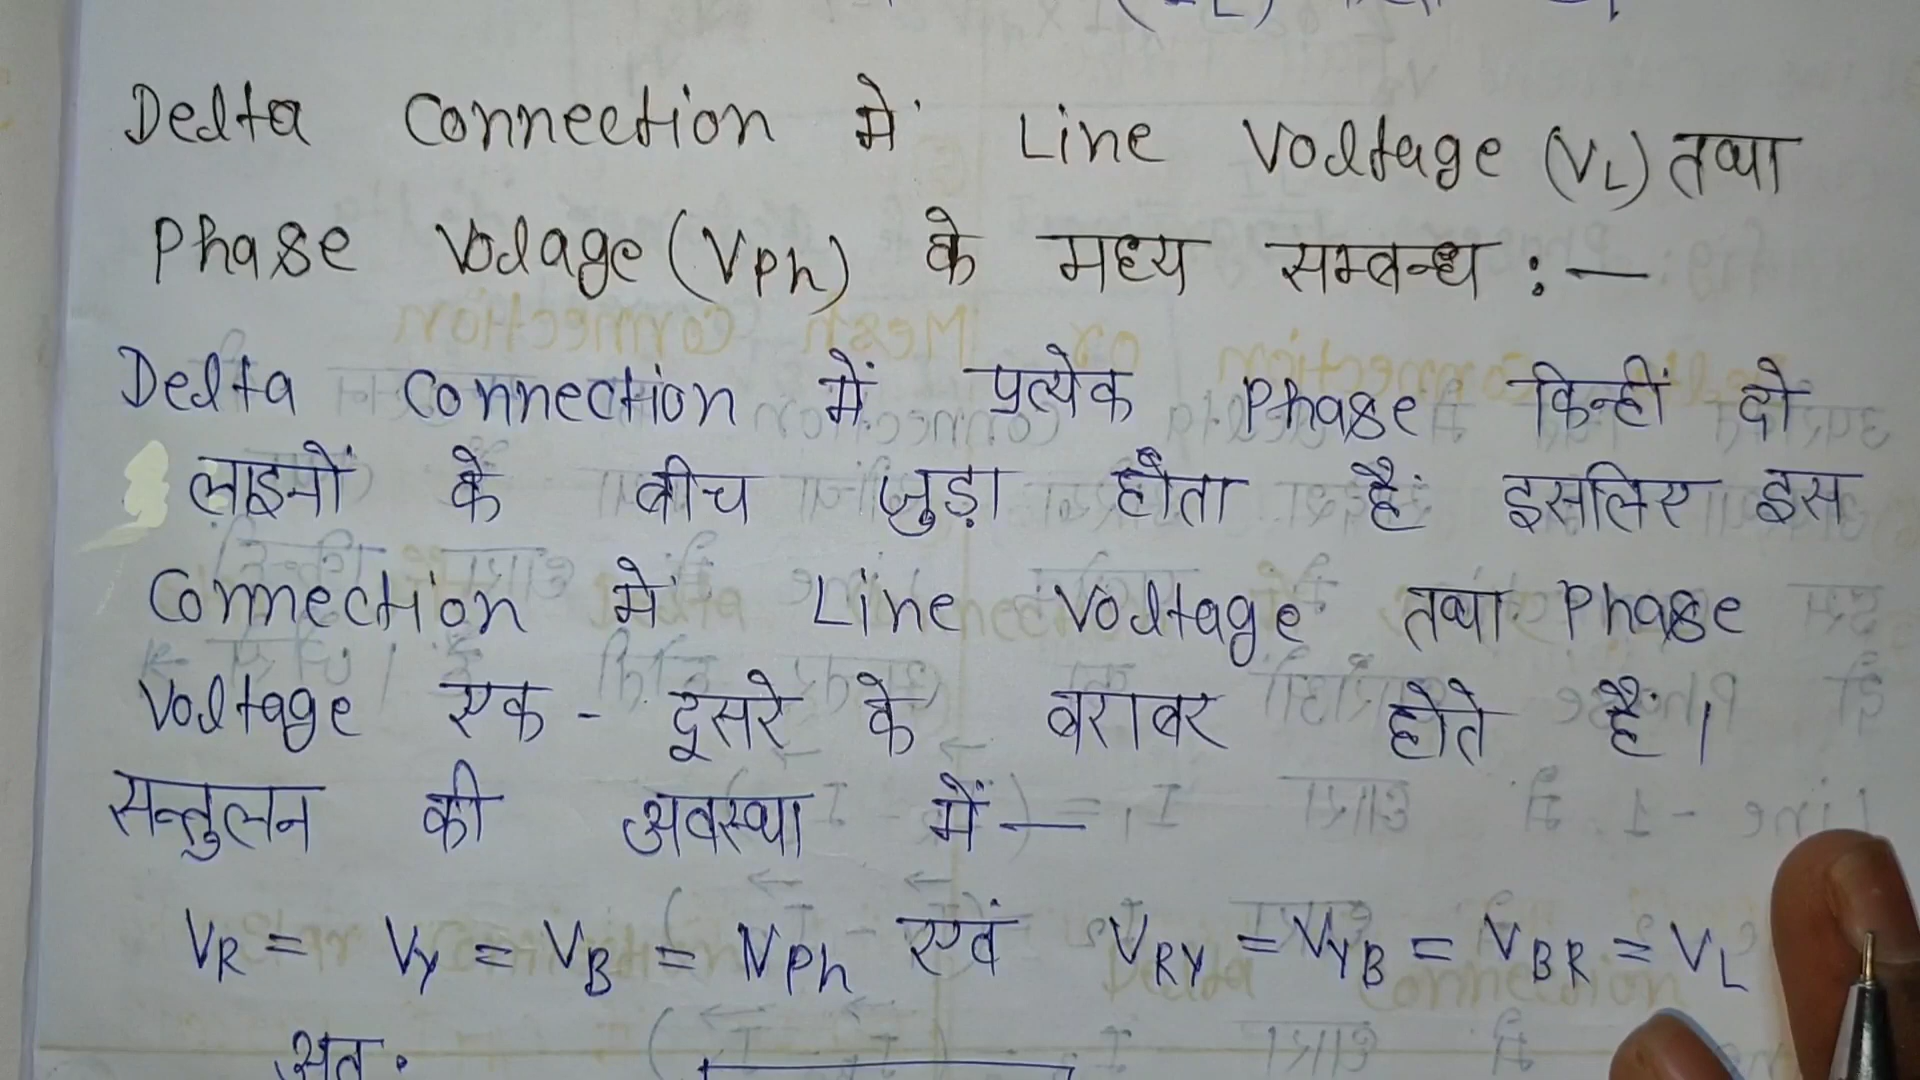 Delta Connection में Line Voltage (VL) तथा
Phase Volage (Vph) के मध्य सम्बन्ध :—
Delta Connection में प्रत्येक Phase किन्हीं दो
लाइनों के बीच जुड़ा होता है इसलिए इस
Connection में Line Voltage तथा Phase
Voltage एक - दूसरे के बराबर होते हैं।
सन्तुलन की अवस्था में —
VR = VY = VB = Vph एवं VRY = VYB = VBR = VL
अतः